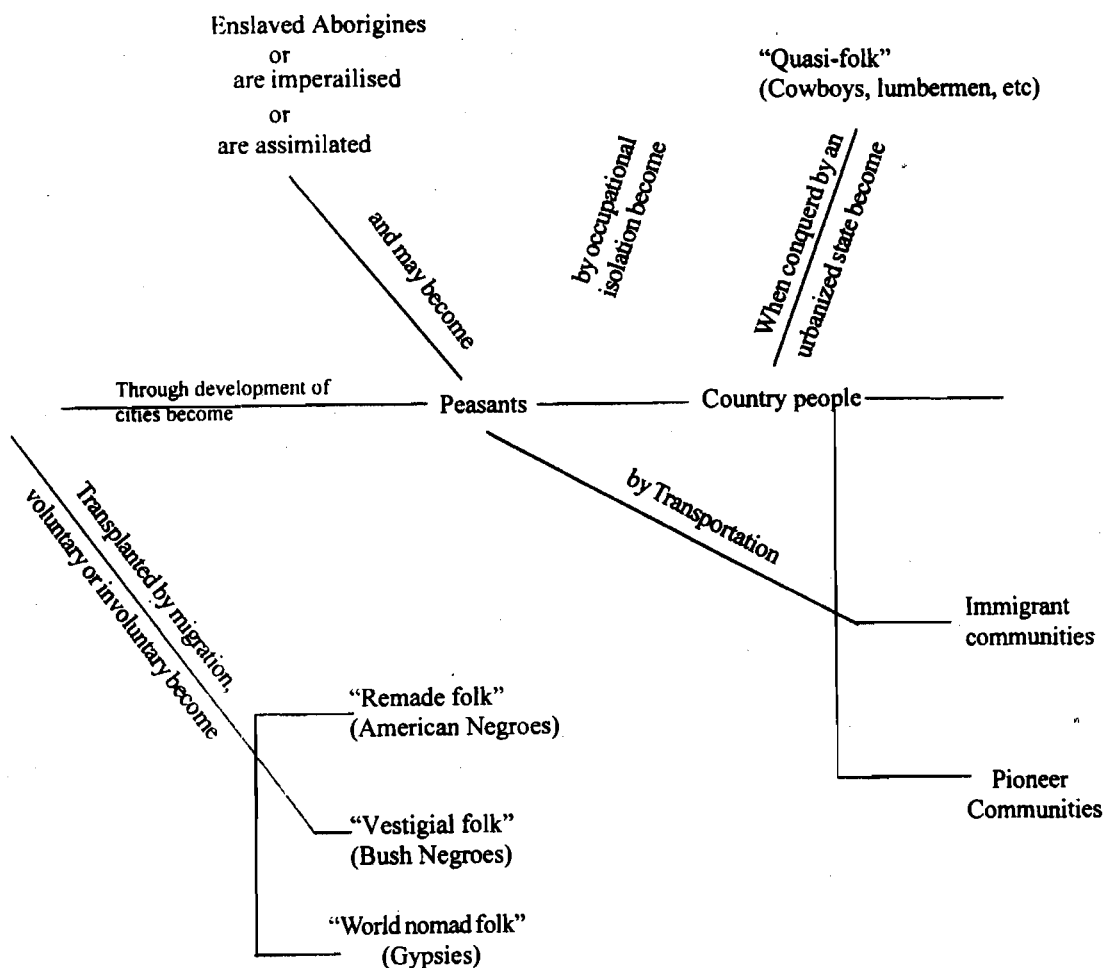 Enslaved Aborigines
or
are imperailised
or
are assimilated
“Quasi-folk”
(Cowboys, lumbermen, etc)
and may become
by occupational
isolation become
When conquerd by an
urbanized state become
Through development of
cities become
Peasants
Country people
Transplanted by migration,
voluntary or involuntary become
by Transportation
Immigrant
communities
“Remade folk”
(American Negroes)
Pioneer
Communities
“Vestigial folk”
(Bush Negroes)
“World nomad folk”
(Gypsies)